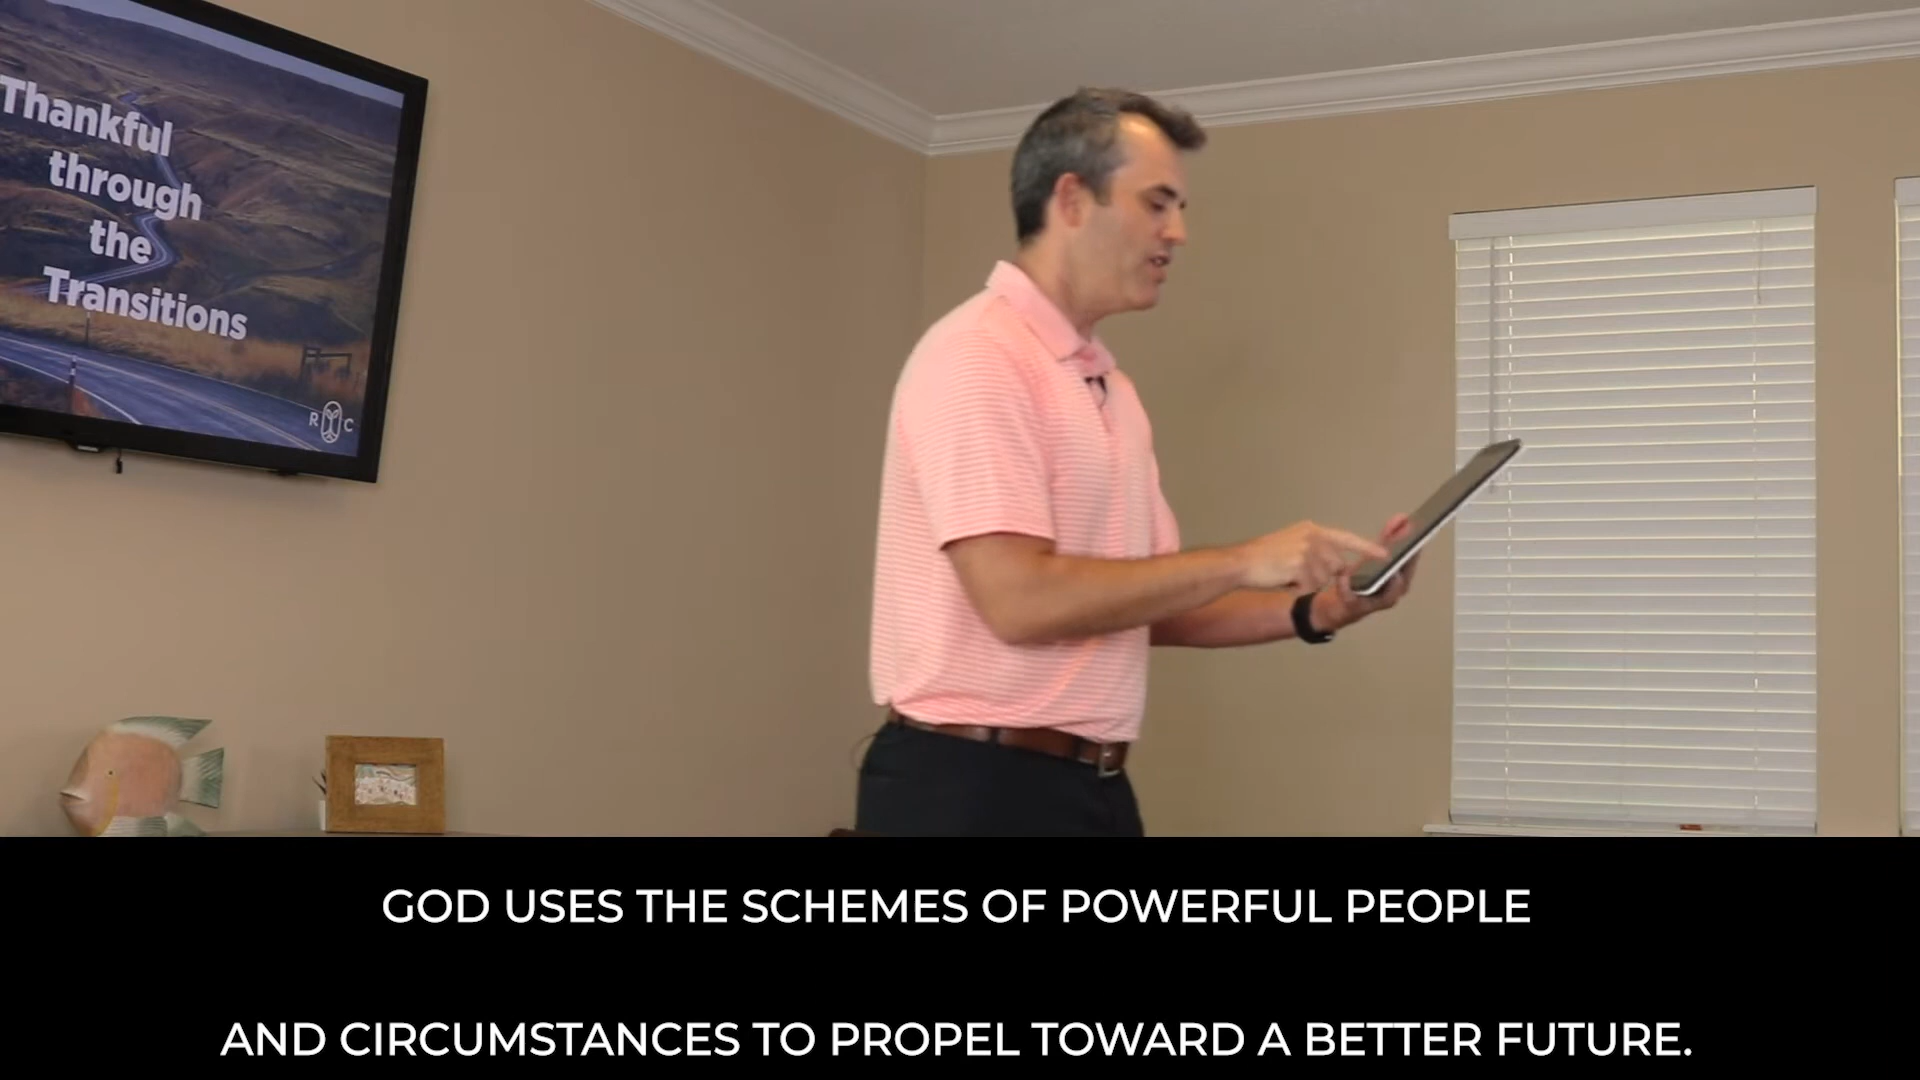 Thankful
through
the
Transitions
R C
GOD USES THE SCHEMES OF POWERFUL PEOPLE
AND CIRCUMSTANCES TO PROPEL TOWARD A BETTER FUTURE.